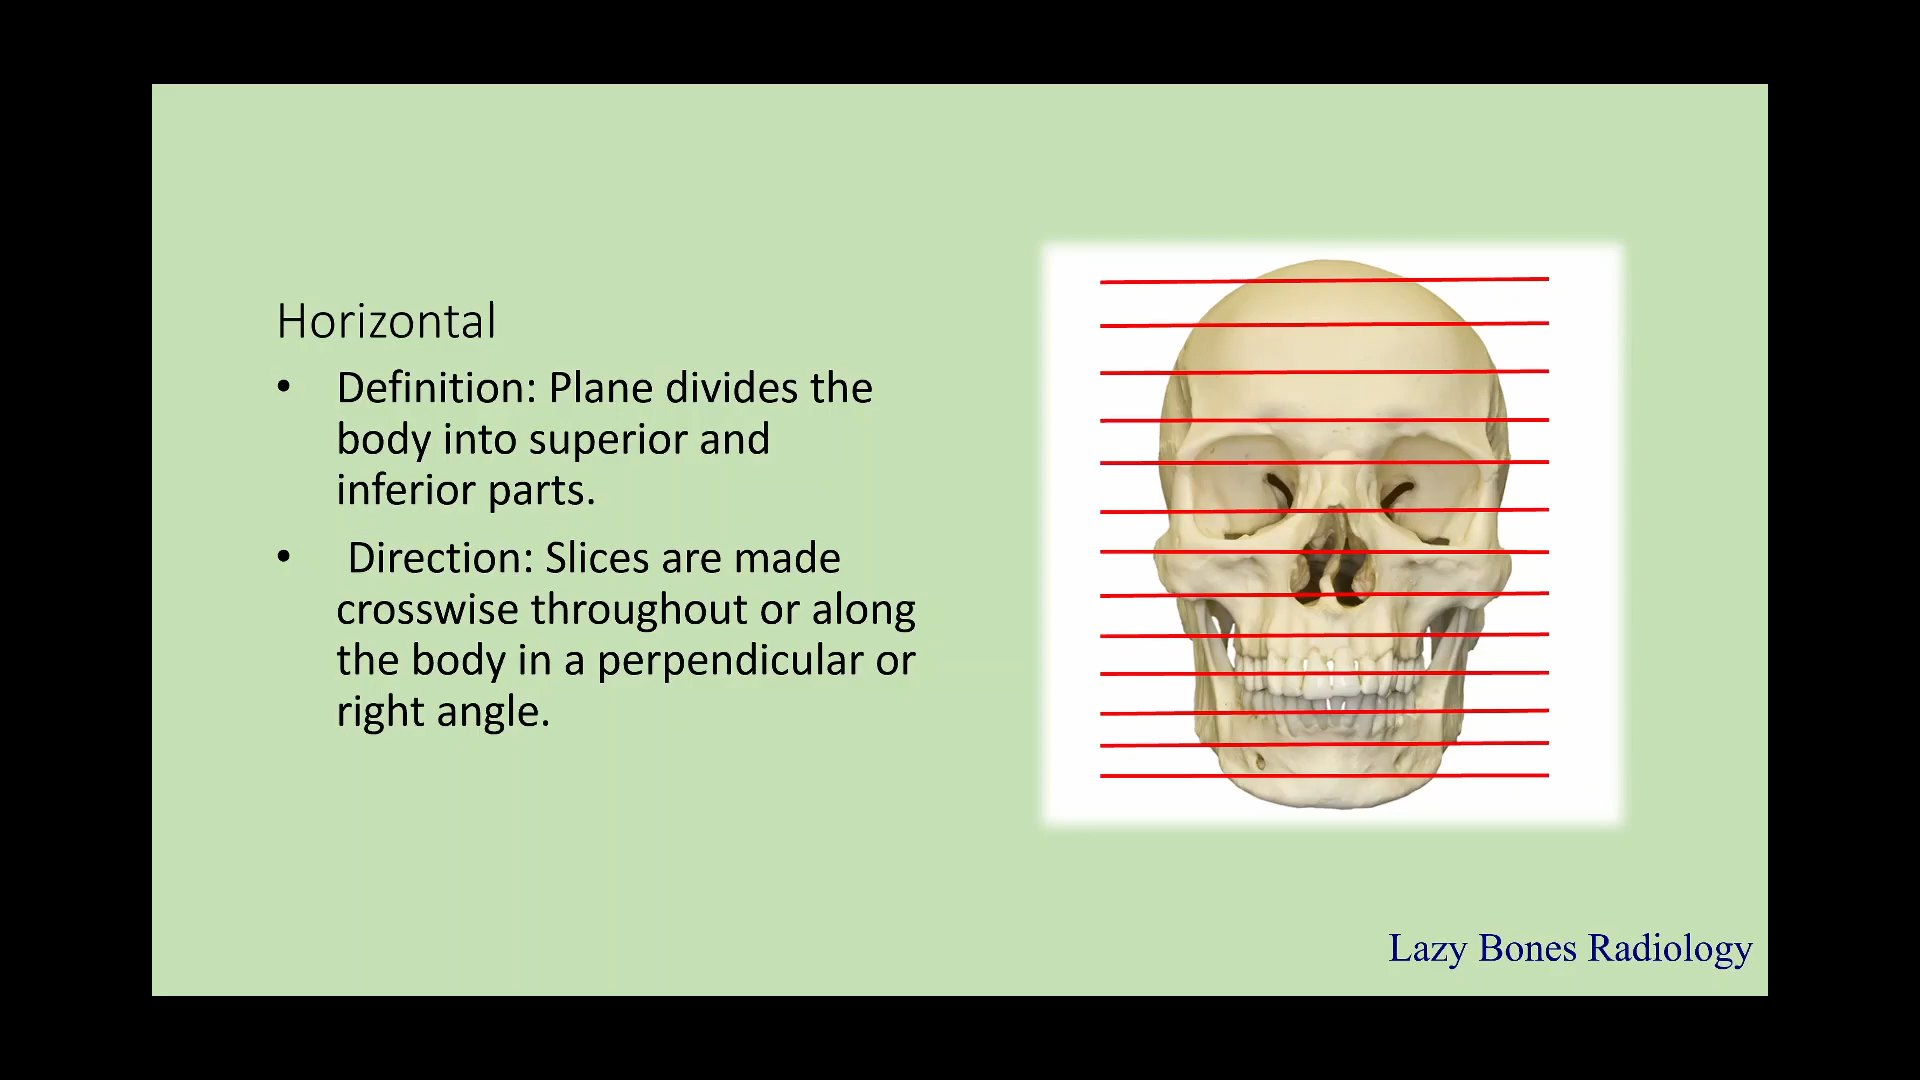 Horizontal
• Definition: Plane divides the
body into superior and
inferior parts.
• Direction: Slices are made
crosswise throughout or along
the body in a perpendicular or
right angle.
Lazy Bones Radiology